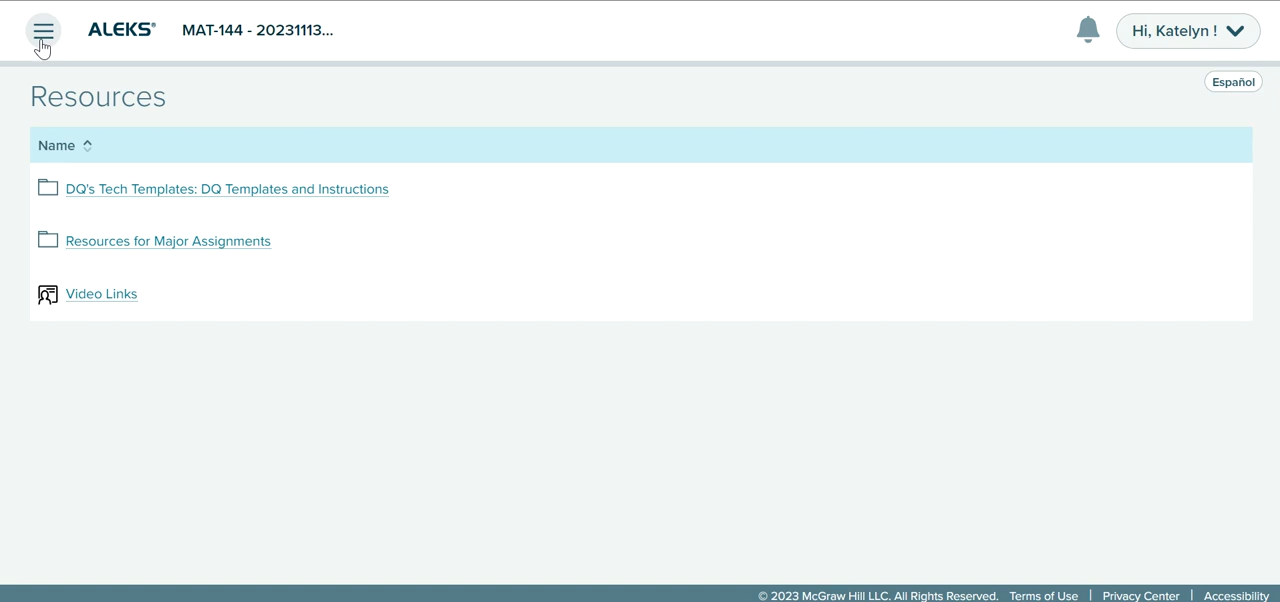 ALEKS® MAT-144 - 20231113... Hi, Katelyn !
Español
Resources
Name
DQ's Tech Templates: DQ Templates and Instructions
Resources for Major Assignments
Video Links
© 2023 McGraw Hill LLC. All Rights Reserved. Terms of Use | Privacy Center | Accessibility